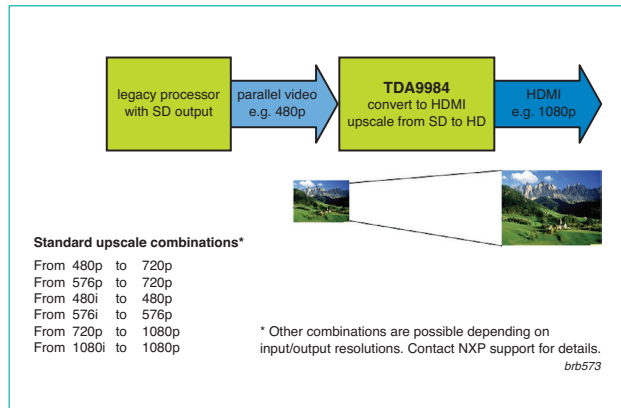 legacy processor
with SD output
parallel video
e.g. 480p
TDA9984
convert to HDMI
upscale from SD to HD
HDMI
e.g. 1080p
Standard upscale combinations*
From 480p to 720p
From 576p to 720p
From 480i to 480p
From 576i to 576p
From 720p to 1080p
From 1080i to 1080p
* Other combinations are possible depending on
input/output resolutions. Contact NXP support for details.
brb573